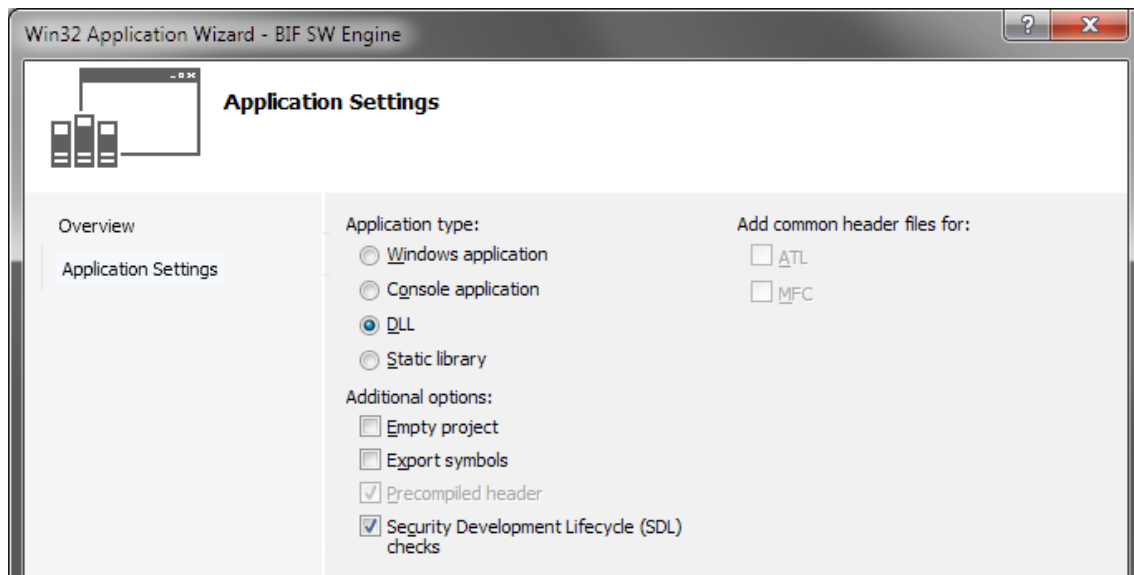 Win32 Application Wizard - BIF SW Engine
Application Settings
Overview
Application Settings
Application type:
Windows application
Console application
DLL
Static library
Additional options:
Empty project
Export symbols
Precompiled header
Security Development Lifecycle (SDL)
checks
Add common header files for:
ATL
MFC